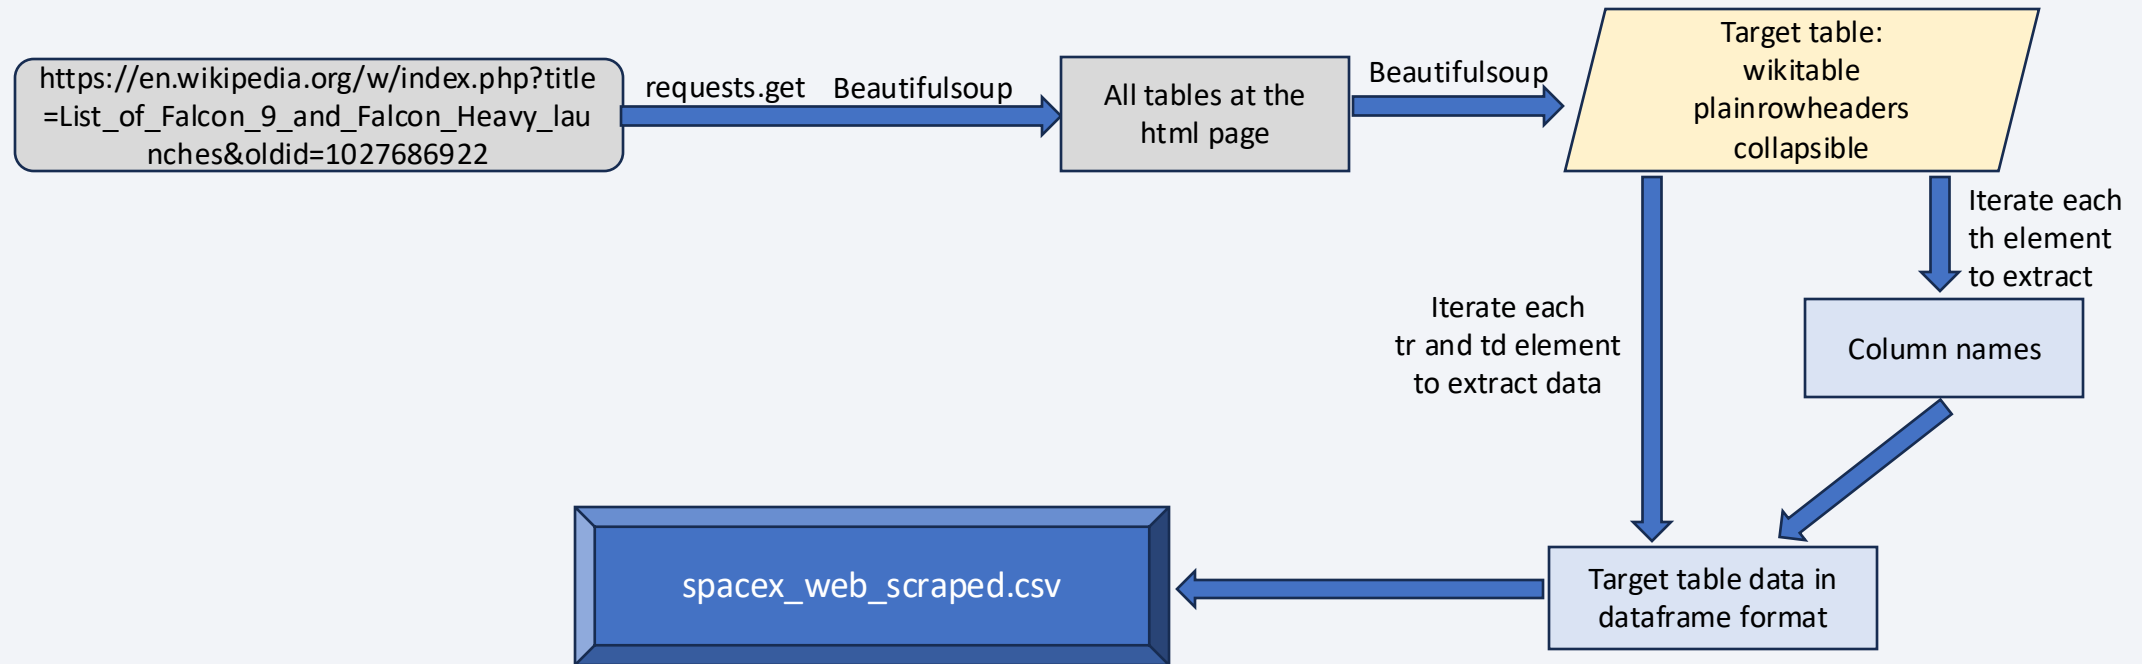 https://en.wikipedia.org/w/index.php?title
=List_of_Falcon_9_and_Falcon_Heavy_lau
nches&oldid=1027686922
requests.get Beautifulsoup
All tables at the
html page
Beautifulsoup
Target table:
wikitable
plainrowheaders
collapsible
Iterate each
th element
to extract
Column names
Iterate each
tr and td element
to extract data
Target table data in
dataframe format
spacex_web_scraped.csv